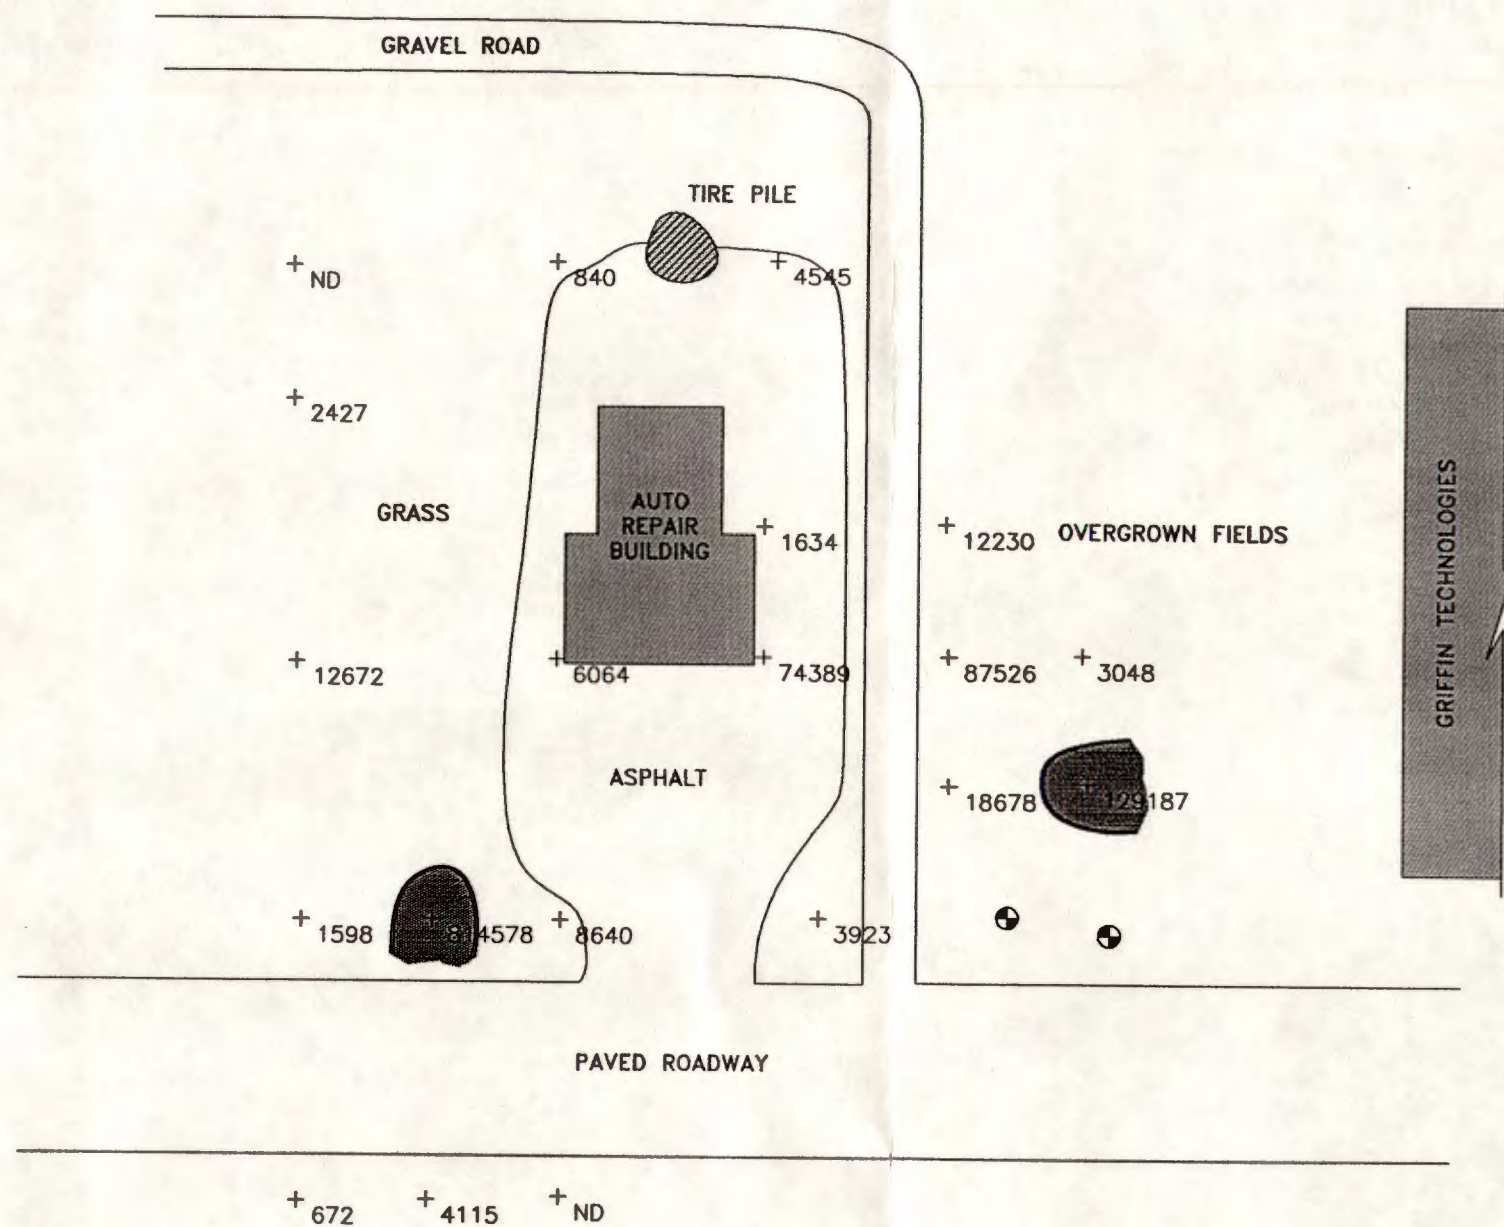 GRAVEL ROAD
TIRE PILE
+ ND
+ 840
+ 4545
+ 2427
GRASS
AUTO
REPAIR
BUILDING
+ 1634
+ 12230
OVERGROWN FIELDS
GRIFFIN TECHNOLOGIES
+ 12672
+ 6064
+ 74389
+ 87526
+ 3048
ASPHALT
+ 18678
+ 129187
+ 1598
+ 814578
+ 8640
+ 3923
PAVED ROADWAY
+ 672
+ 4115
+ ND